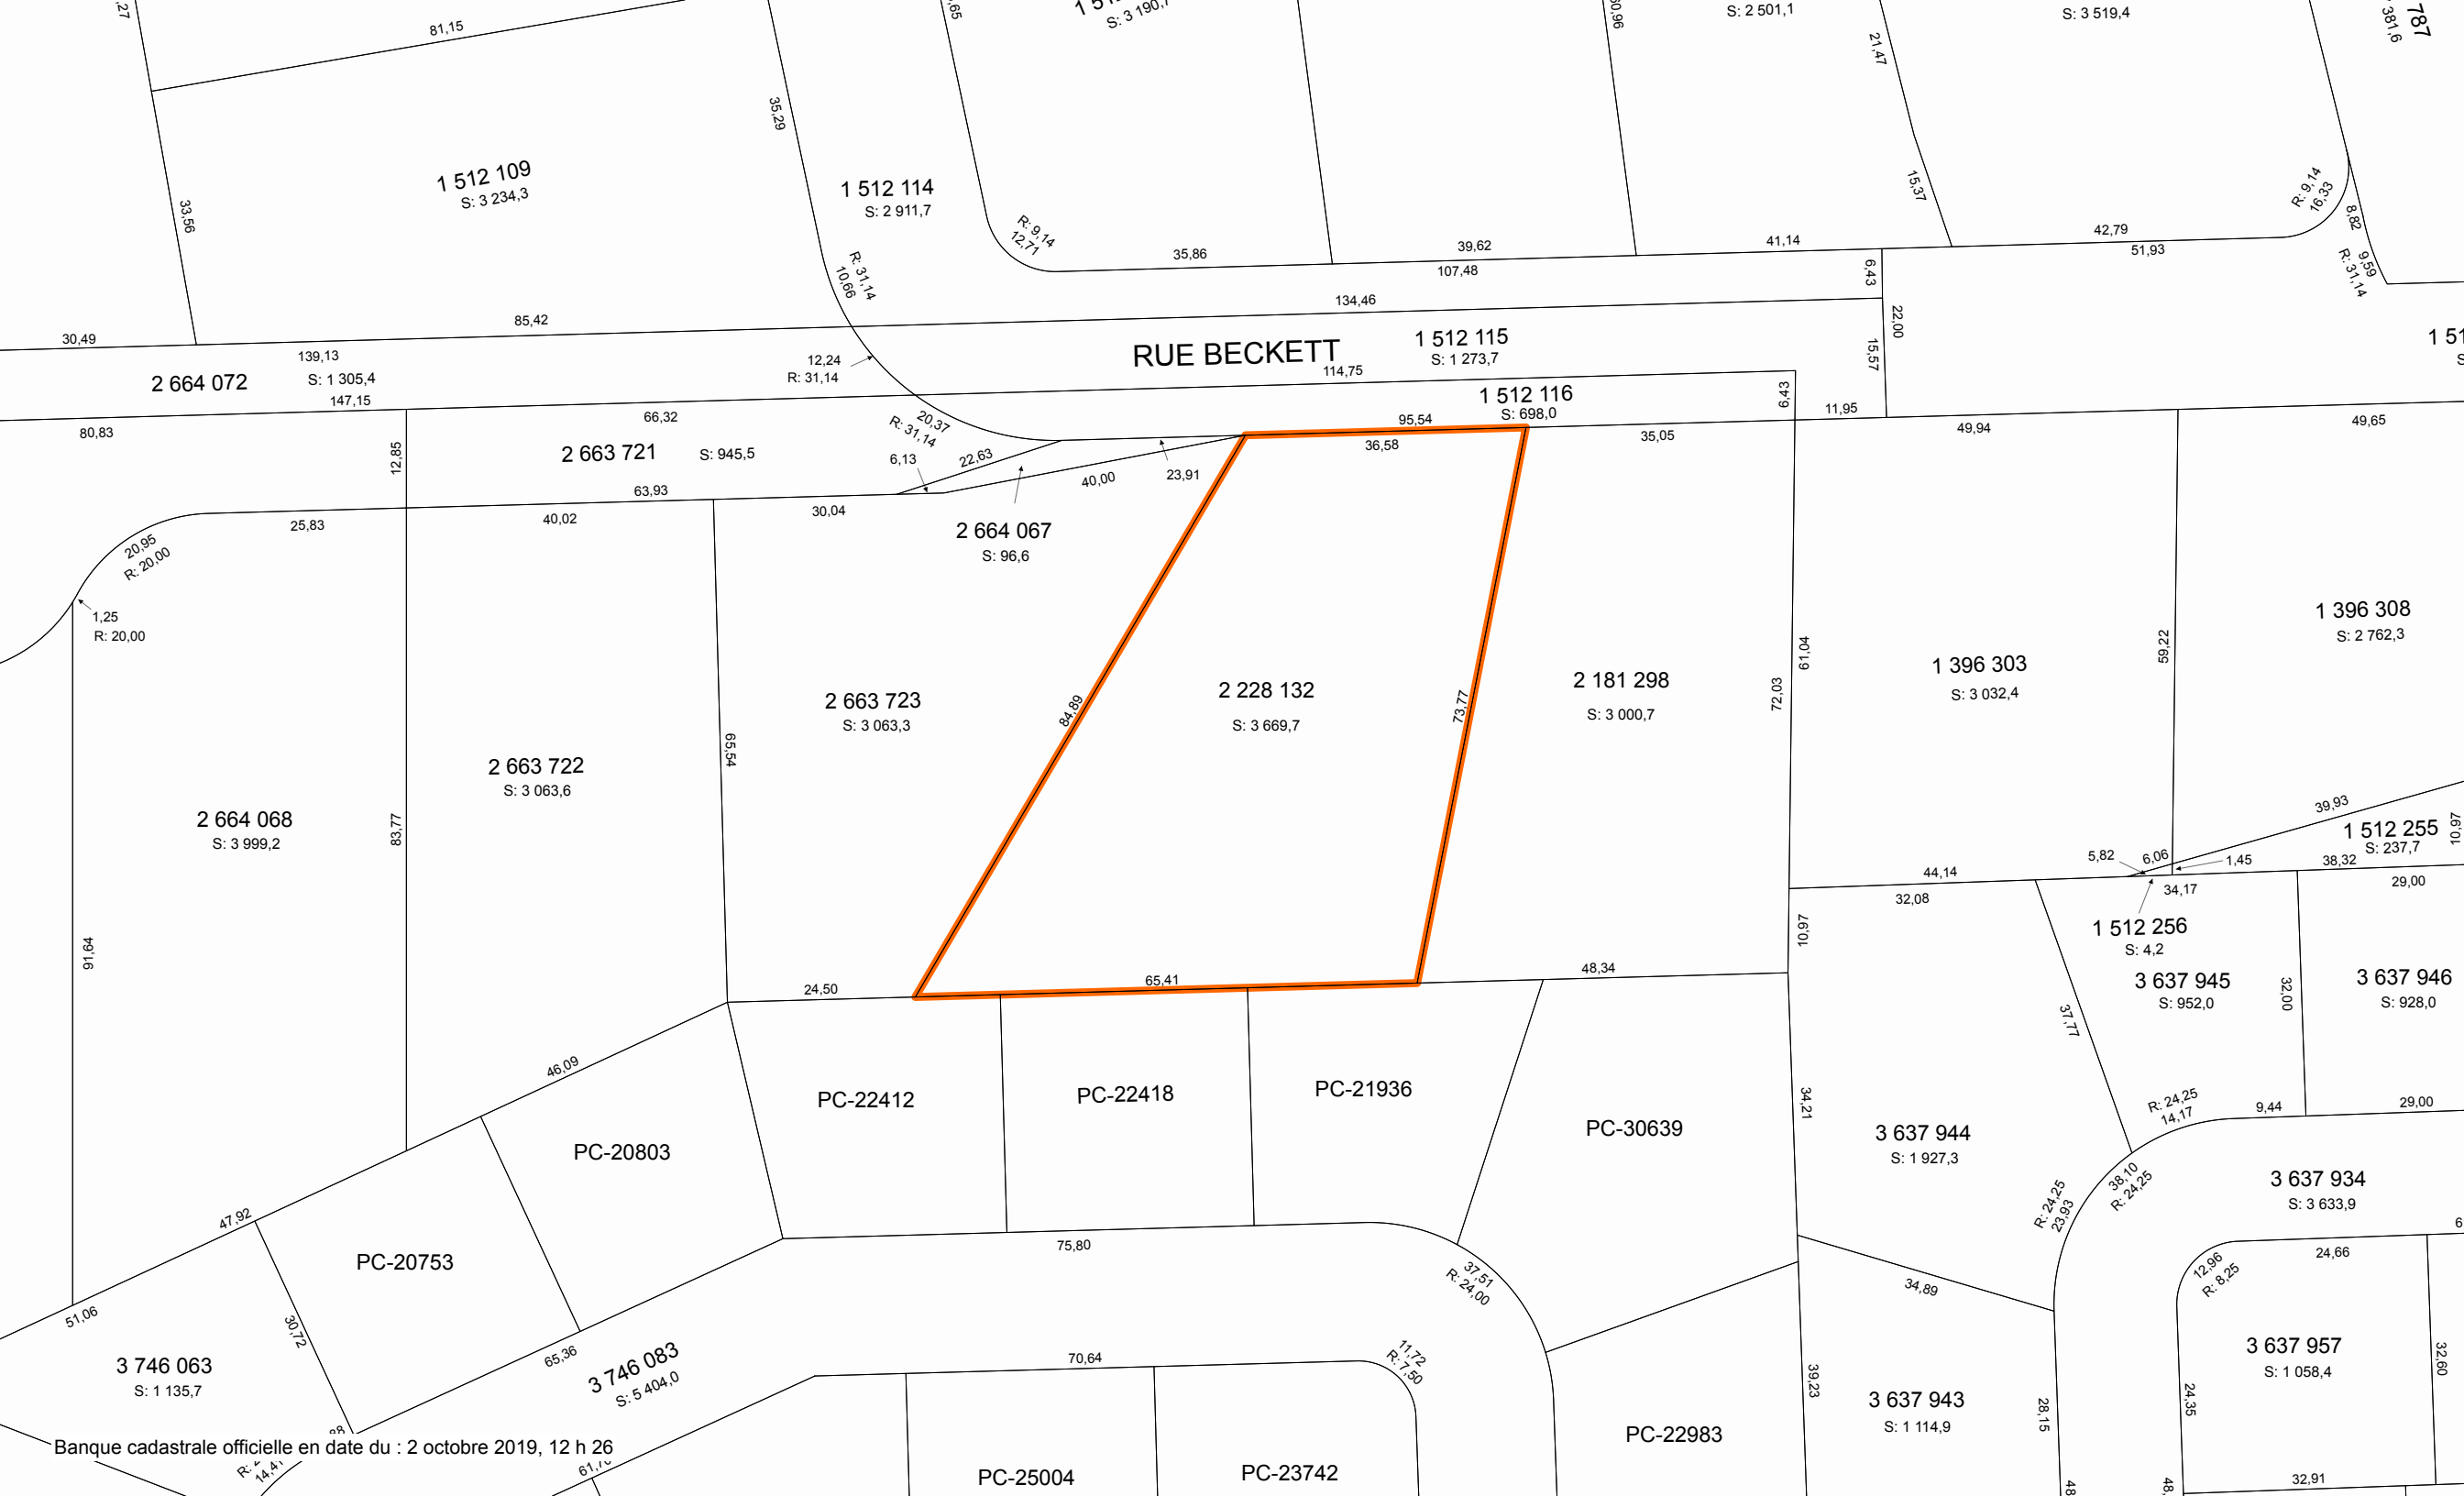 81,15
S: 3 190,7
S: 2 501,1
S: 3 519,4
787
381,6
21,47
35,29
33,56
1 512 109
S: 3 234,3
1 512 114
S: 2 911,7
R: 9,14
12,71
15,37
R: 9,14
16,33
8,82
9,59
R: 31,14
R: 31,14
10,66
35,86
39,62
41,14
42,79
107,48
51,93
6,43
134,46
22,00
85,42
30,49
139,13
2 664 072
S: 1 305,4
147,15
12,24
R: 31,14
RUE BECKETT
1 512 115
S: 1 273,7
114,75
15,57
1 512 116
S: 698,0
6,43
11,95
80,83
66,32
20,37
R: 31,14
95,54
36,58
35,05
49,94
49,65
12,85
2 663 721
S: 945,5
6,13
22,63
40,00
23,91
63,93
25,83
40,02
30,04
2 664 067
S: 96,6
20,95
R: 20,00
1,25
R: 20,00
1 396 308
S: 2 762,3
61,04
59,22
1 396 303
S: 3 032,4
2 663 723
S: 3 063,3
84,89
2 228 132
S: 3 669,7
73,77
2 181 298
S: 3 000,7
72,03
65,54
2 663 722
S: 3 063,6
2 664 068
S: 3 999,2
83,77
39,93
1 512 255
S: 237,7
10,97
5,82
6,06
1,45
38,32
44,14
32,08
34,17
29,00
91,64
10,97
1 512 256
S: 4,2
24,50
65,41
48,34
3 637 945
S: 952,0
32,00
3 637 946
S: 928,0
37,77
46,09
PC-22412
PC-22418
PC-21936
PC-30639
34,21
R: 24,25
14,17
9,44
29,00
PC-20803
3 637 944
S: 1 927,3
38,10
R: 24,25
R: 24,25
23,93
3 637 934
S: 3 633,9
47,92
75,80
PC-20753
37,51
R: 24,00
34,89
12,96
R: 8,25
24,66
51,06
30,72
65,36
70,64
11,72
R: 7,50
3 746 063
S: 1 135,7
3 746 083
S: 5 404,0
39,23
3 637 957
S: 1 058,4
32,60
3 637 943
S: 1 114,9
28,15
24,35
Banque cadastrale officielle en date du : 2 octobre 2019, 12 h 26
PC-22983
PC-25004
PC-23742
32,91